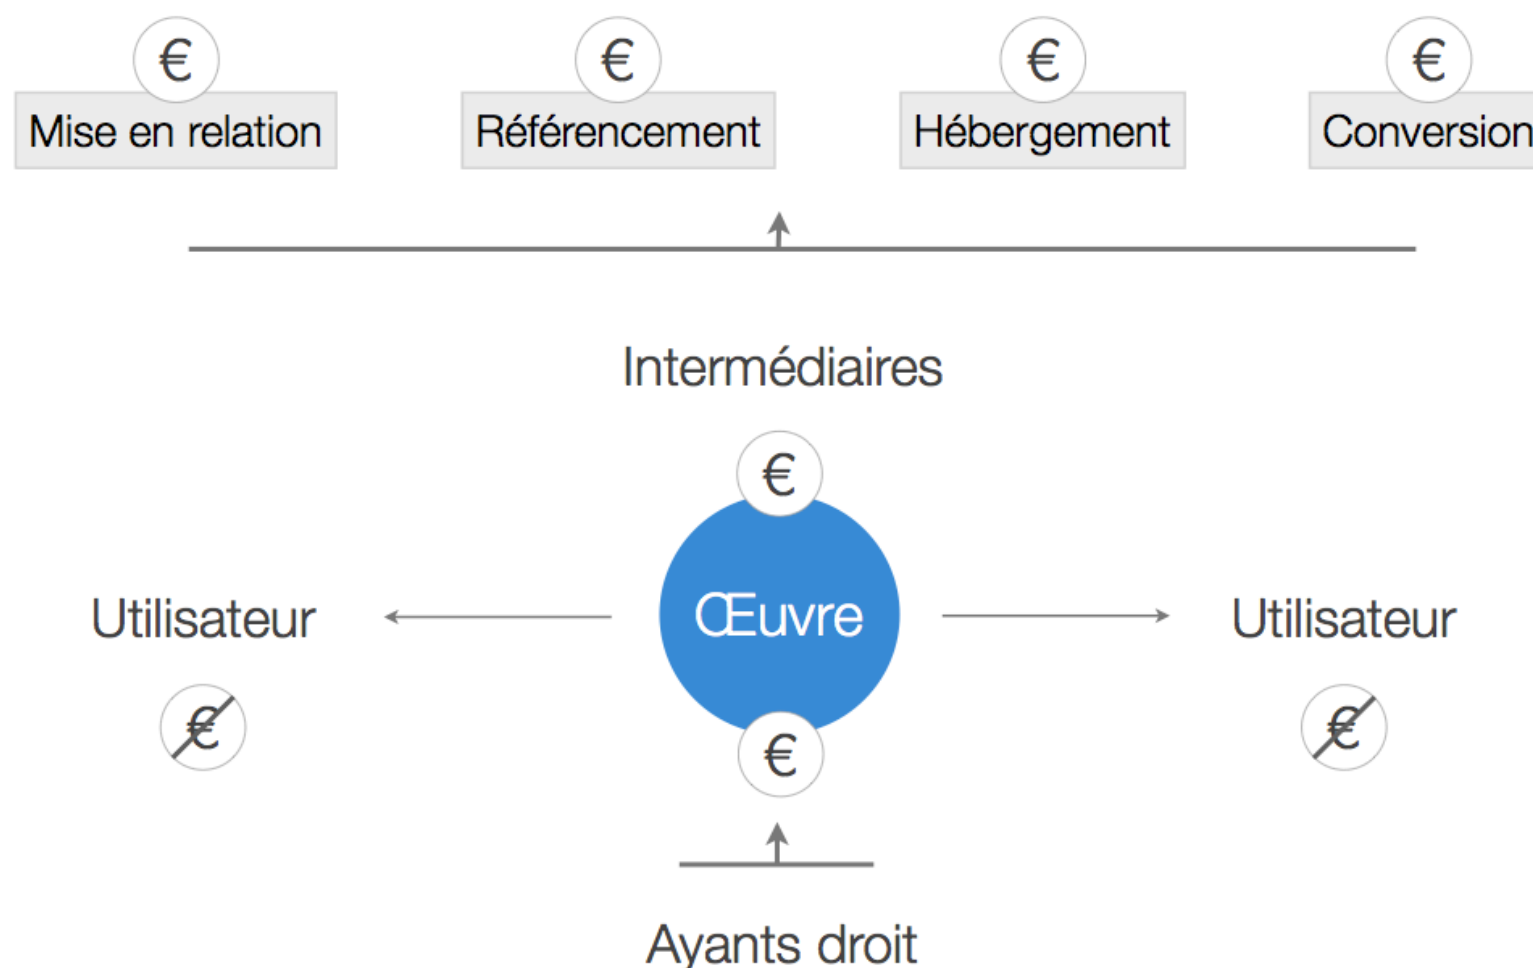 € € € €
Mise en relation Référencement Hébergement Conversion
Intermédiaires
€
Utilisateur Œuvre Utilisateur
€ € €
Ayants droit